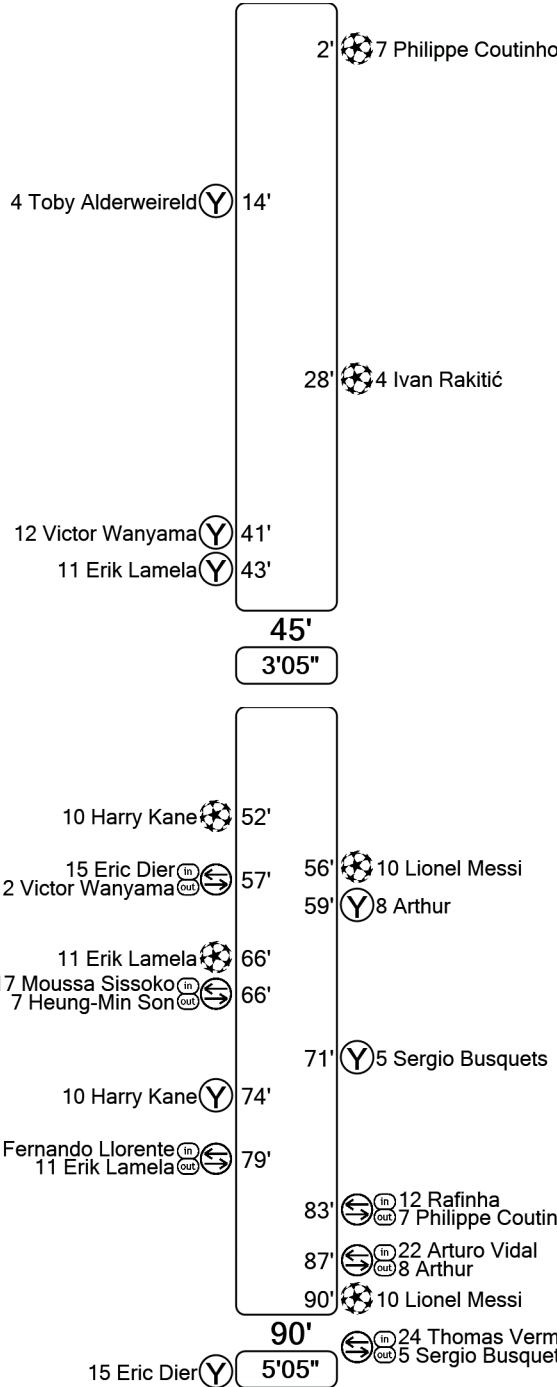 2' 7 Philippe Coutinho
4 Toby Alderweireld Y 14'
28' 4 Ivan Rakitić
12 Victor Wanyama Y 41'
11 Erik Lamela Y 43'
45'
3'05"
10 Harry Kane 52'
56' 10 Lionel Messi
15 Eric Dier in
2 Victor Wanyama out 57'
59' Y 8 Arthur
11 Erik Lamela 66'
17 Moussa Sissoko in
7 Heung-Min Son out 66'
71' Y 5 Sergio Busquets
10 Harry Kane Y 74'
Fernando Llorente in
11 Erik Lamela out 79'
83' in 12 Rafinha
out 7 Philippe Coutin
87' in 22 Arturo Vidal
out 8 Arthur
90' 10 Lionel Messi
90'
in 24 Thomas Verm
out 5 Sergio Busquet
15 Eric Dier Y 5'05"